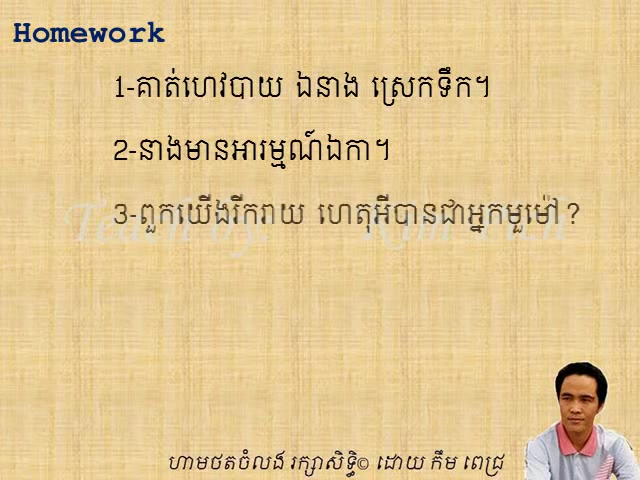 Homework
1-គាត់ហេវបាយ ឯនាង ស្រេកទឹក។
2-នាងមានអារម្មណ៍ឯកា។
3-ពួកយើងរីករាយ ហេតុអីបានជាអ្នកមួម៉ៅ?
ហាមថតចំលង រក្សាសិទ្ធិ© ដោយ កឹម ពេជ្រ